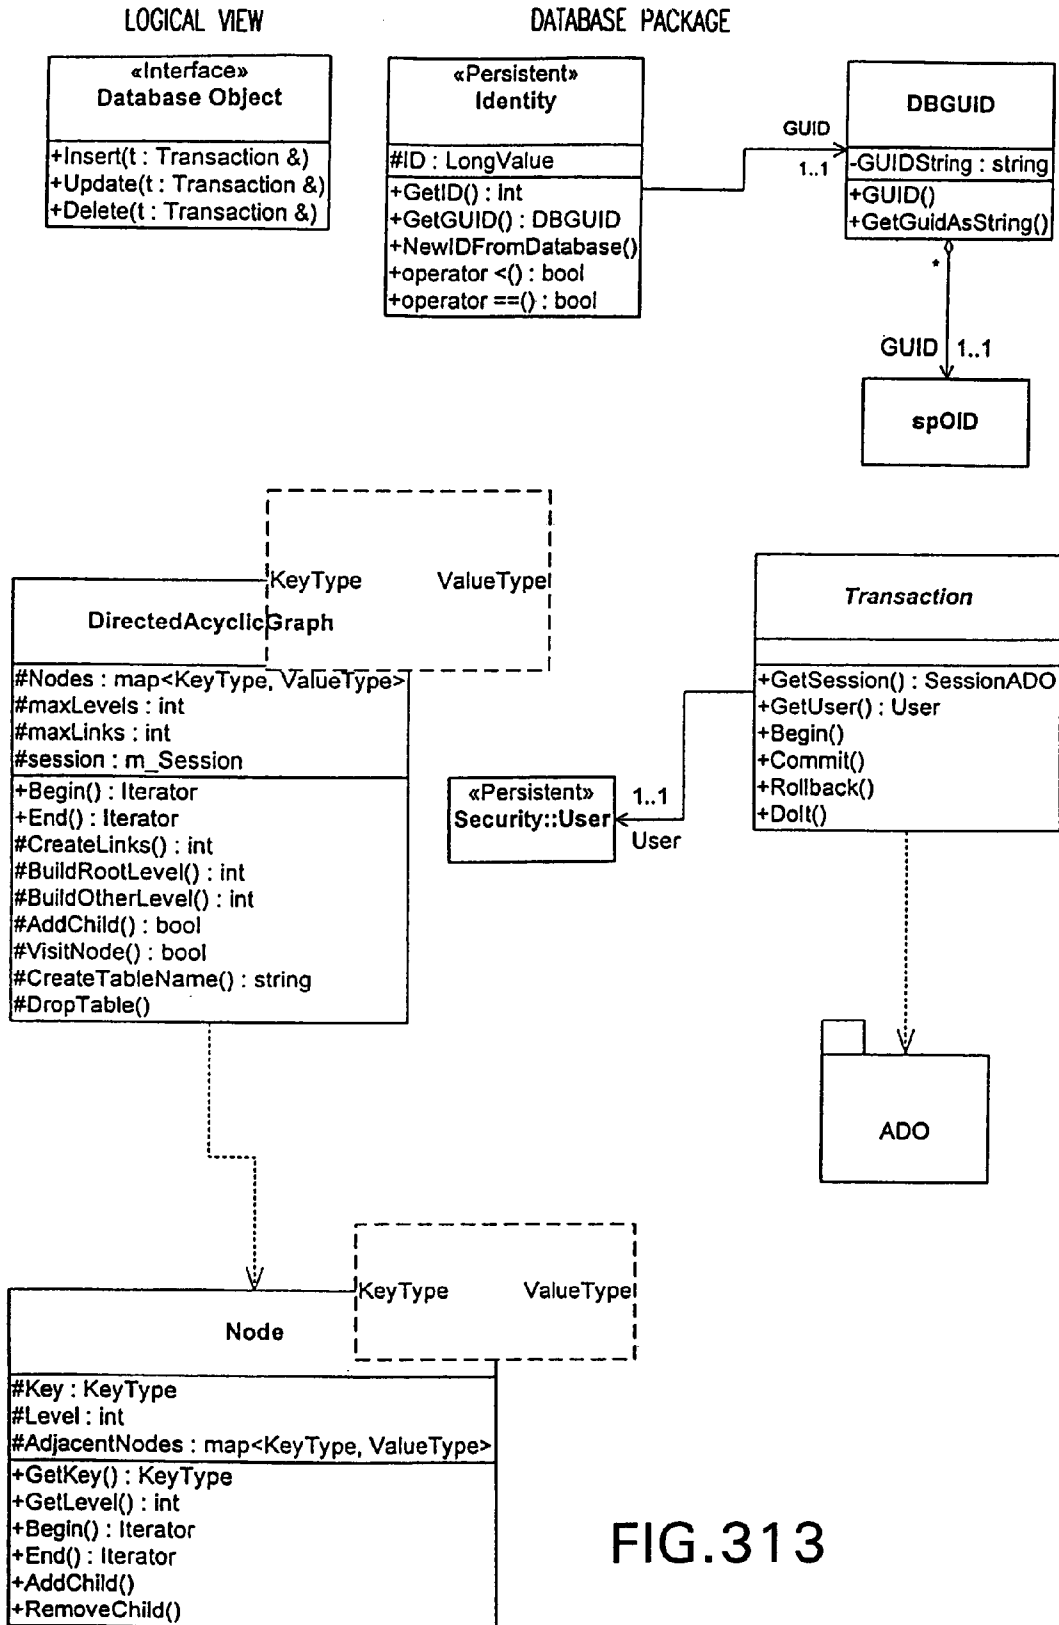 LOGICAL VIEW
DATABASE PACKAGE
«Interface»
Database Object
+Insert(t : Transaction &)
+Update(t : Transaction &)
+Delete(t : Transaction &)
«Persistent»
Identity
#ID : LongValue
+GetID() : int
+GetGUID() : DBGUID
+NewIDFromDatabase()
+operator <() : bool
+operator ==() : bool
GUID
1..1
DBGUID
-GUIDString : string
+GUID()
+GetGuidAsString()
*
GUID 1..1
spOID
KeyType ValueType
DirectedAcyclicGraph
#Nodes : map<KeyType, ValueType>
#maxLevels : int
#maxLinks : int
#session : m_Session
+Begin() : Iterator
+End() : Iterator
#CreateLinks() : int
#BuildRootLevel() : int
#BuildOtherLevel() : int
#AddChild() : bool
#VisitNode() : bool
#CreateTableName() : string
#DropTable()
Transaction
+GetSession() : SessionADO
+GetUser() : User
+Begin()
+Commit()
+Rollback()
+DoIt()
«Persistent»
Security::User
1..1
User
ADO
KeyType ValueType
Node
#Key : KeyType
#Level : int
#AdjacentNodes : map<KeyType, ValueType>
+GetKey() : KeyType
+GetLevel() : int
+Begin() : Iterator
+End() : Iterator
+AddChild()
+RemoveChild()
FIG.313